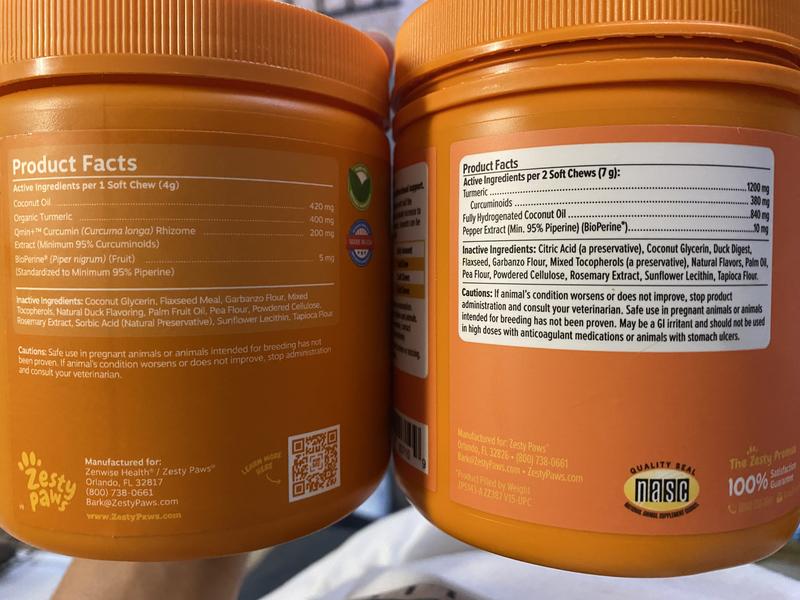 Product Facts
Active Ingredients per 1 Soft Chew (4g)
Coconut Oil 420 mg
Organic Turmeric 400 mg
Qmin+™ Curcumin (Curcuma longa) Rhizome 200 mg
Extract (Minimum 95% Curcuminoids)
BioPerine® (Piper nigrum) (Fruit) 5 mg
(Standardized to Minimum 95% Piperine)
Inactive Ingredients: Coconut Glycerin, Flaxseed Meal, Garbanzo Flour, Mixed
Tocopherols, Natural Duck Flavoring, Palm Fruit Oil, Pea Flour, Powdered Cellulose,
Rosemary Extract, Sorbic Acid (Natural Preservative), Sunflower Lecithin, Tapioca Flour
Cautions: Safe use in pregnant animals or animals intended for breeding has not
been proven. If animal's condition worsens or does not improve, stop administration
and consult your veterinarian.
Zesty
Paws
Manufactured for:
Zenwise Health® / Zesty Paws™
Orlando, FL 32817
(800) 738-0661
Bark@ZestyPaws.com
www.ZestyPaws.com
LEARN MORE
HERE
Product Facts
Active Ingredients per 2 Soft Chews (7 g):
Turmeric 1200 mg
Curcuminoids 380 mg
Fully Hydrogenated Coconut Oil 840 mg
Pepper Extract (Min. 95% Piperine) (BioPerine®) 10 mg
Inactive Ingredients: Citric Acid (a preservative), Coconut Glycerin, Duck Digest,
Flaxseed, Garbanzo Flour, Mixed Tocopherols (a preservative), Natural Flavors, Palm Oil,
Pea Flour, Powdered Cellulose, Rosemary Extract, Sunflower Lecithin, Tapioca Flour.
Cautions: If animal's condition worsens or does not improve, stop product
administration and consult your veterinarian. Safe use in pregnant animals or animals
intended for breeding has not been proven. May be a GI irritant and should not be used
in high doses with anticoagulant medications or animals with stomach ulcers.
Manufactured for: Zesty Paws™
Orlando, FL 32826 • (800) 738-0661
Bark@ZestyPaws.com • ZestyPaws.com
*Product Filled by Weight
QUALITY SEAL
nasc
NATIONAL ANIMAL SUPPLEMENT COUNCIL
The Zesty Promise
100% Satisfaction
Guarantee